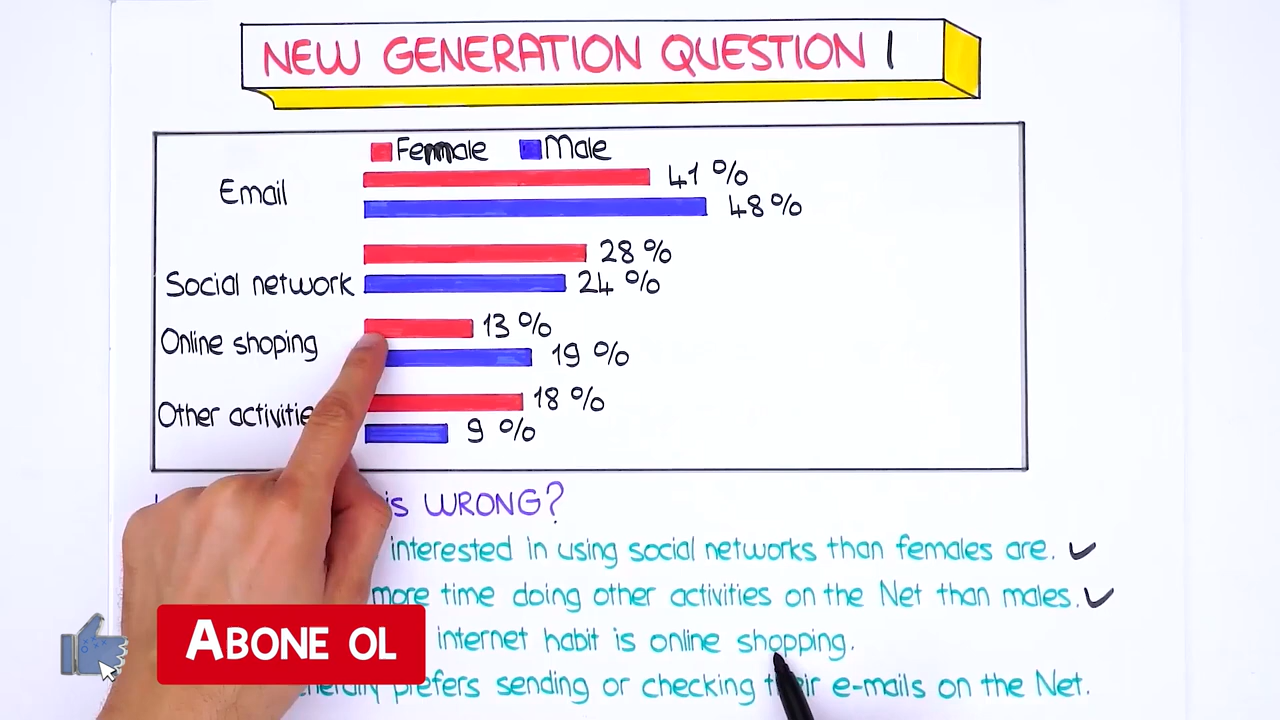 NEW GENERATION QUESTION 1
Female Male
Email 41 %
48 %
28 %
Social network 24 %
Online shoping 13 %
19 %
Other 18 %
9 %
is WRONG?
interested in using social networks than females are.
more time doing other activities on the Net than males.
internet habit is online shopping.
prefers sending or checking their e-mails on the Net.
ABONE OL